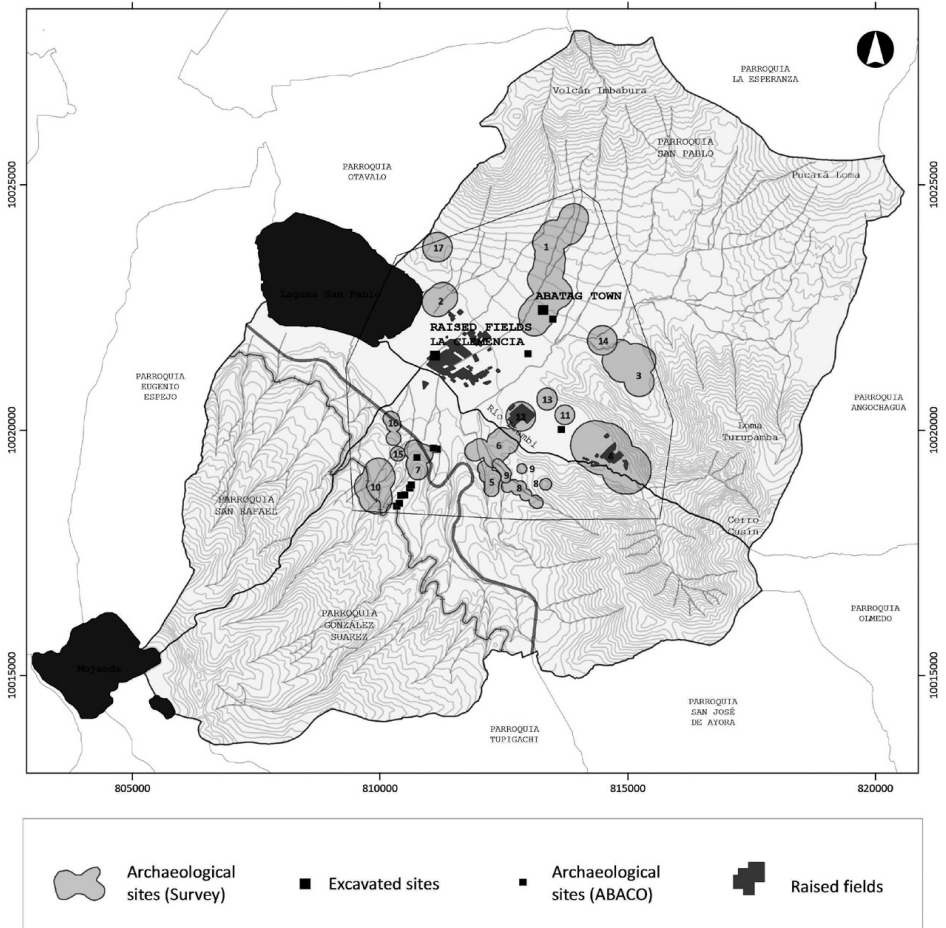 PARROQUIA
LA ESPERANZA
Volcán Imbabura
PARROQUIA
SAN PABLO
PARROQUIA
OTAVALO
Pucará Loma
10025000
10025000
17
1
2
Laguna San Pablo
ABATAG TOWN
RAISED FIELDS
LA CLEMENCIA
14
3
PARROQUIA
EUGENIO
ESPEJO
PARROQUIA
ANGOCHAGUA
13
12
11
10020000
10020000
16
6
Loma
Turupamba
15
7
9
9
4
10
5
8
8
PARROQUIA
SAN RAFAEL
Cerro
Cusín
PARROQUIA
GONZÁLEZ
SUAREZ
PARROQUIA
OLMEDO
Mojanda
10015000
10015000
PARROQUIA
SAN JOSÉ
DE AYORA
PARROQUIA
TUPIGACHI
805000
810000
815000
820000
Archaeological
sites (Survey)
Excavated sites
Archaeological
sites (ABACO)
Raised fields